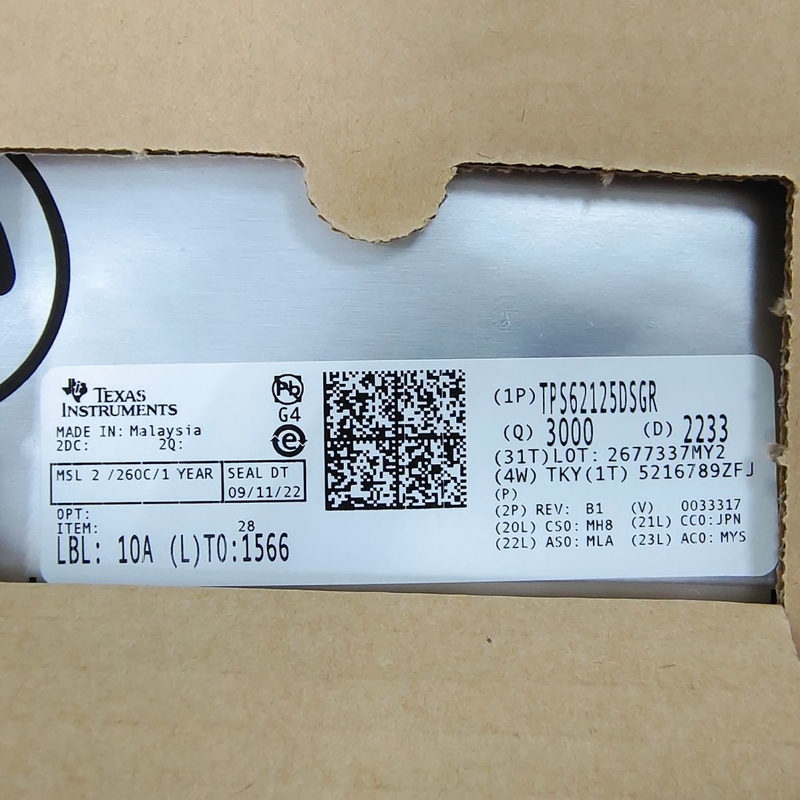 TEXAS
INSTRUMENTS
Pb
G4
e
MADE IN: Malaysia
2DC: 2Q:
MSL 2 /260C/1 YEAR
SEAL DT
09/11/22
OPT:
ITEM: 28
LBL: 10A (L)TO:1566
(1P) TPS62125DSGR
(Q) 3000 (D) 2233
(31T)LOT: 2677337MY2
(4W) TKY(1T) 5216789ZFJ
(P)
(2P) REV: B1 (V) 0033317
(20L) CSO: MH8 (21L) CCO:JPN
(22L) ASO: MLA (23L) ACO: MYS